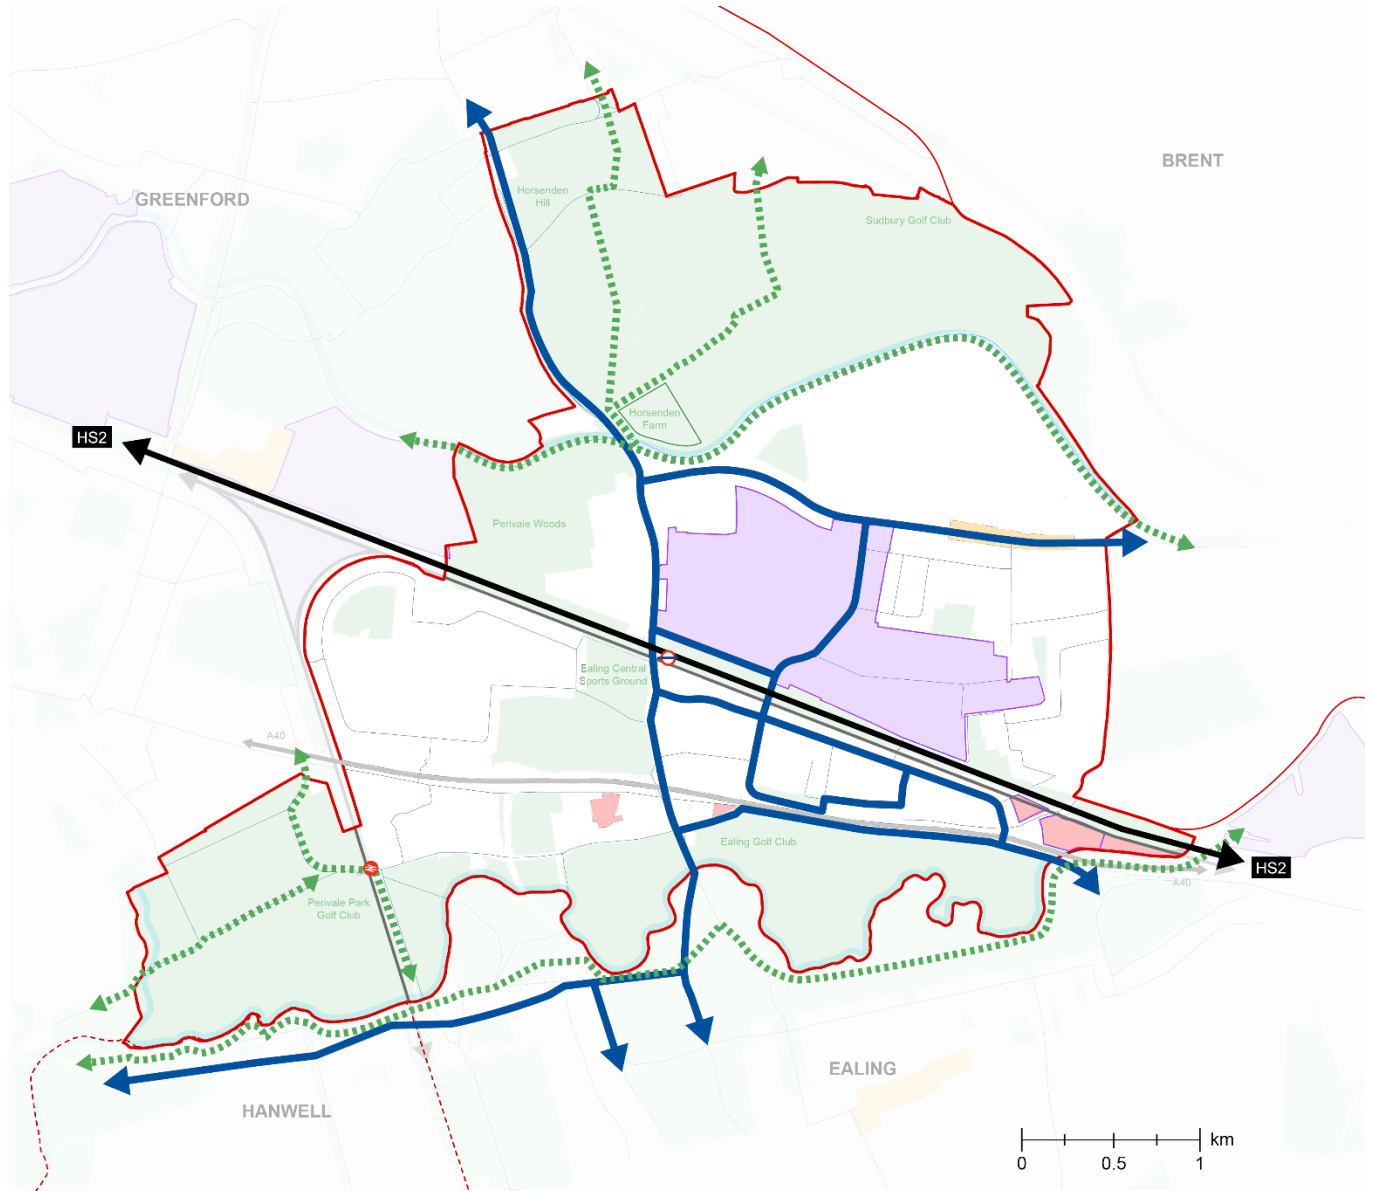 BRENT
GREENFORD
Horsenden
Hill
Sudbury Golf Club
Horsenden
Farm
HS2
Perivale Woods
Ealing Central
Sports Ground
A40
Ealing Golf Club
HS2
A40
Perivale Park
Golf Club
EALING
HANWELL
km
0 0.5 1